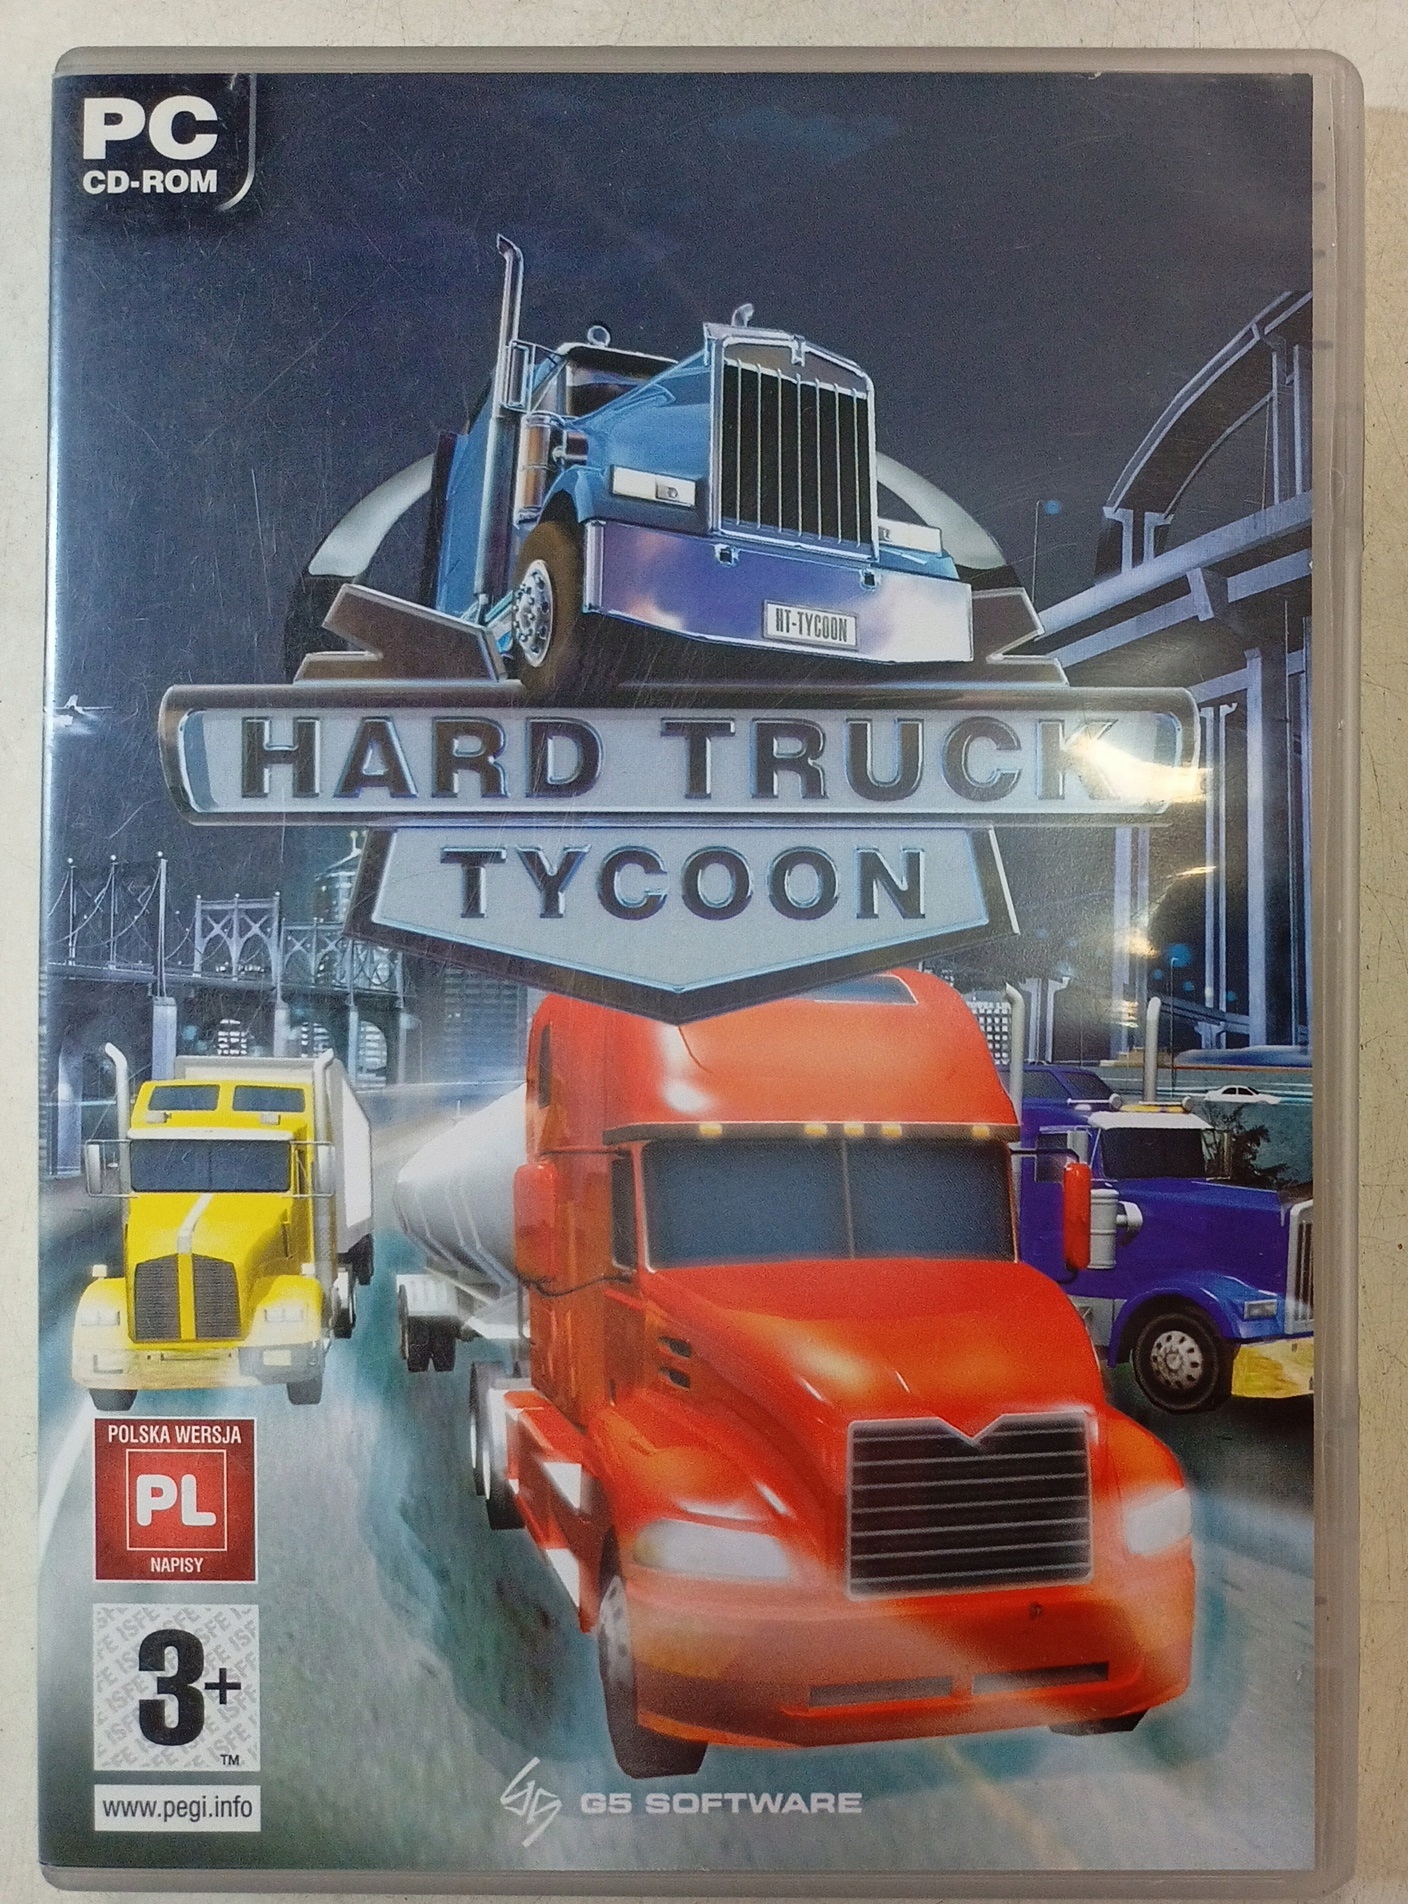 PC
CD-ROM
HT-TYCOON
HARD TRUCK
TYCOON
POLSKA WERSJA
PL
NAPISY
ISFE
3+
™
www.pegi.info
G5 SOFTWARE